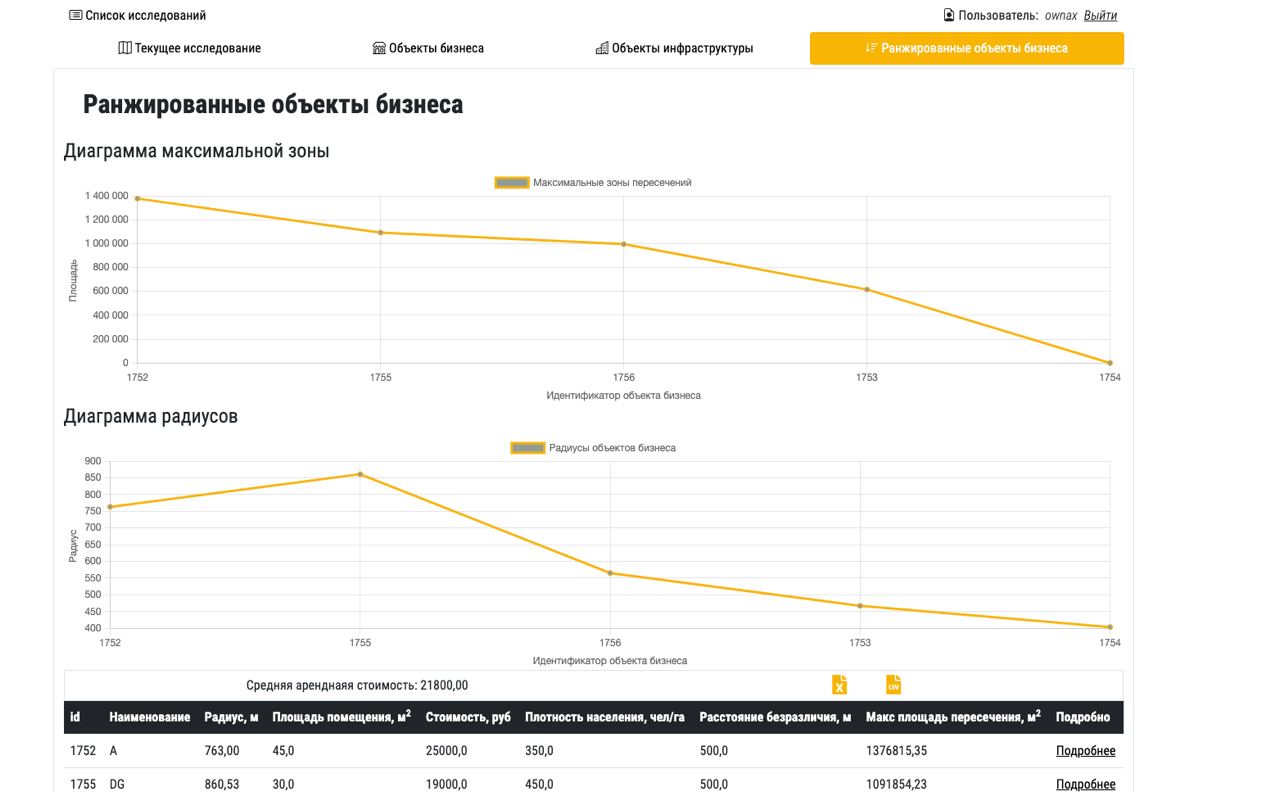 Список исследований
Пользователь: ownax Выйти
Текущее исследование Объекты бизнеса Объекты инфраструктуры Ранжированные объекты бизнеса
Ранжированные объекты бизнеса
Диаграмма максимальной зоны
Максимальные зоны пересечений
1 400 000
1 200 000
1 000 000
800 000
600 000
400 000
200 000
0
Площадь
1752 1755 1756 1753 1754
Идентификатор объекта бизнеса
Диаграмма радиусов
Радиусы объектов бизнеса
900
850
800
750
700
650
600
550
500
450
400
Радиус
1752 1755 1756 1753 1754
Идентификатор объекта бизнеса
Средняя аренднаяя стоимость: 21800,00 X CSV
id Наименование Радиус, м Площадь помещения, м² Стоимость, руб Плотность населения, чел/га Расстояние безразличия, м Макс площадь пересечения, м² Подробно
1752 A 763,00 45,0 25000,0 350,0 500,0 1376815,35 Подробнее
1755 DG 860,53 30,0 19000,0 450,0 500,0 1091854,23 Подробнее